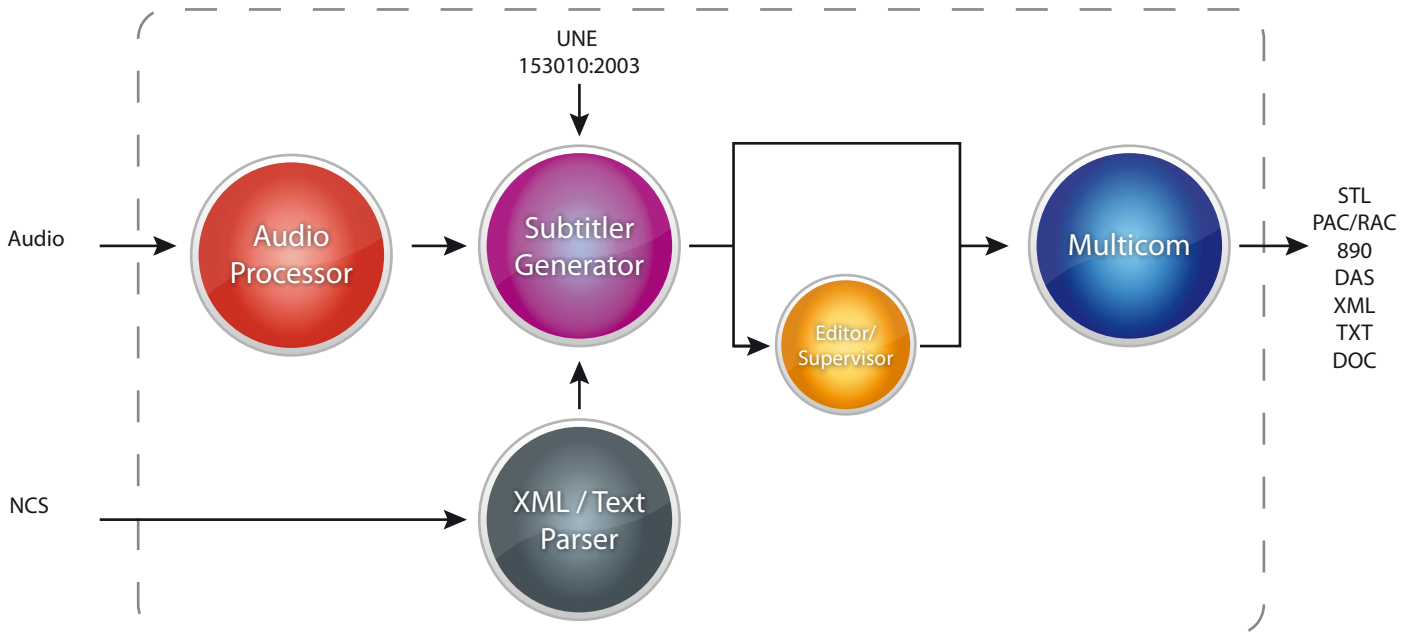 UNE
153010:2003
Audio
Audio
Processor
Subtitler
Generator
Editor/
Supervisor
Multicom
STL
PAC/RAC
890
DAS
XML
TXT
DOC
NCS
XML / Text
Parser